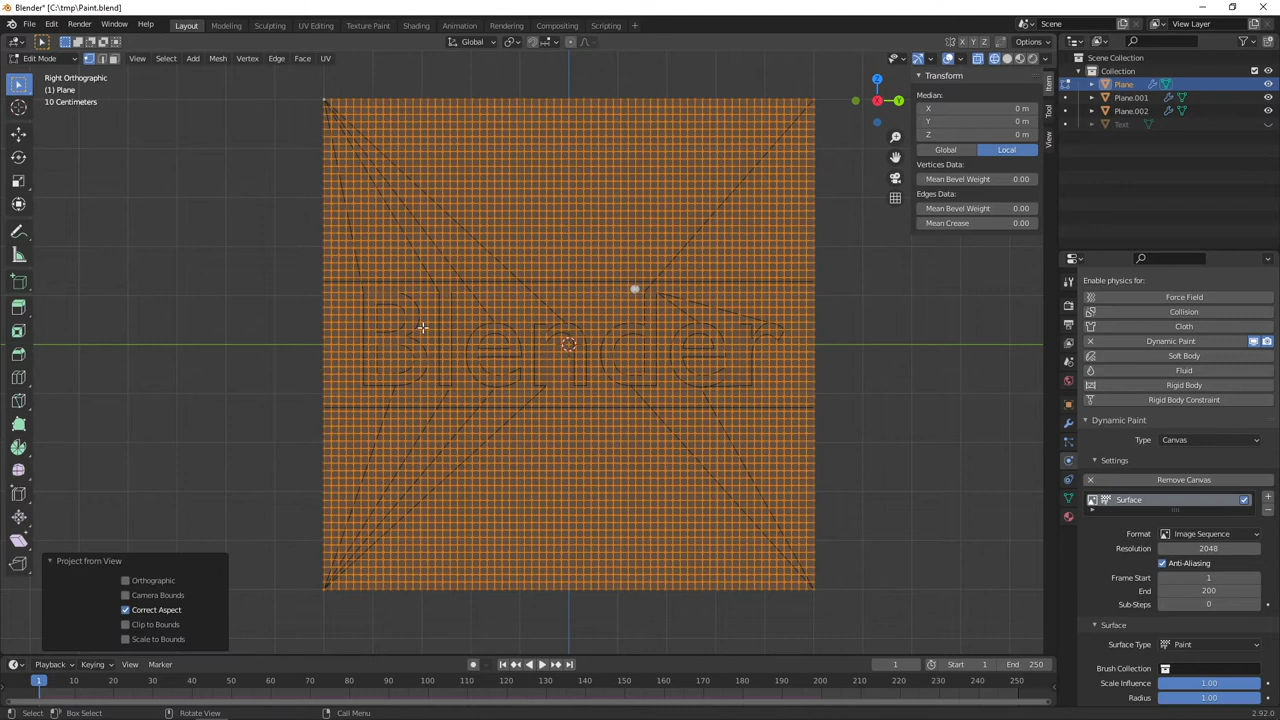 Blender* [C:\tmp\Paint.blend]
File Edit Render Window Help Layout Modeling Sculpting UV Editing Texture Paint Shading Animation Rendering Compositing Scripting Scene View Layer
Global X Y Z Options
Edit Mode View Select Add Mesh Vertex Edge Face UV
Right Orthographic
(1) Plane
10 Centimeters
Blender
Z
X
Y
Transform
Median:
X 0 m
Y 0 m
Z 0 m
Global Local
Vertices Data:
Mean Bevel Weight 0.00
Edges Data:
Mean Bevel Weight 0.00
Mean Crease 0.00
Item
Tool
View
Scene Collection
Collection
Plane
Plane.001
Plane.002
Text
Enable physics for:
Force Field
Collision
Cloth
Dynamic Paint
Soft Body
Fluid
Rigid Body
Rigid Body Constraint
Dynamic Paint
Type Canvas
Settings
Remove Canvas
Surface
Format Image Sequence
Resolution 2048
Anti-Aliasing
Frame Start 1
End 200
Sub-Steps 0
Surface
Surface Type Paint
Brush Collection
Scale Influence 1.00
Radius 1.00
Project from View
Orthographic
Camera Bounds
Correct Aspect
Clip to Bounds
Scale to Bounds
Playback Keying View Marker 1 Start 1 End 250
1 10 20 30 40 50 60 70 80 90 100 110 120 130 140 150 160 170 180 190 200 210 220 230 240 250
Select Box Select Rotate View Call Menu 2.92.0